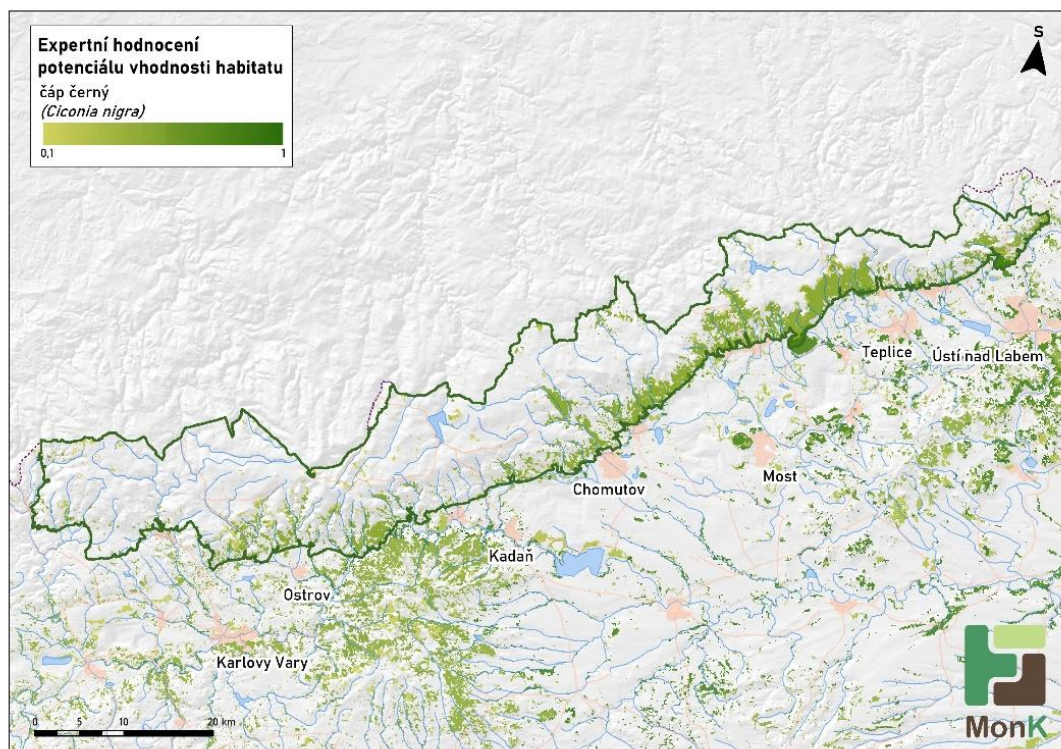 Expertní hodnocení
potenciálu vhodnosti habitatu
čáp černý
(Ciconia nigra)
0,1 1
S
Teplice
Ústí nad Labem
Most
Chomutov
Kadaň
Ostrov
Karlovy Vary
0 5 10 20 km
MonK